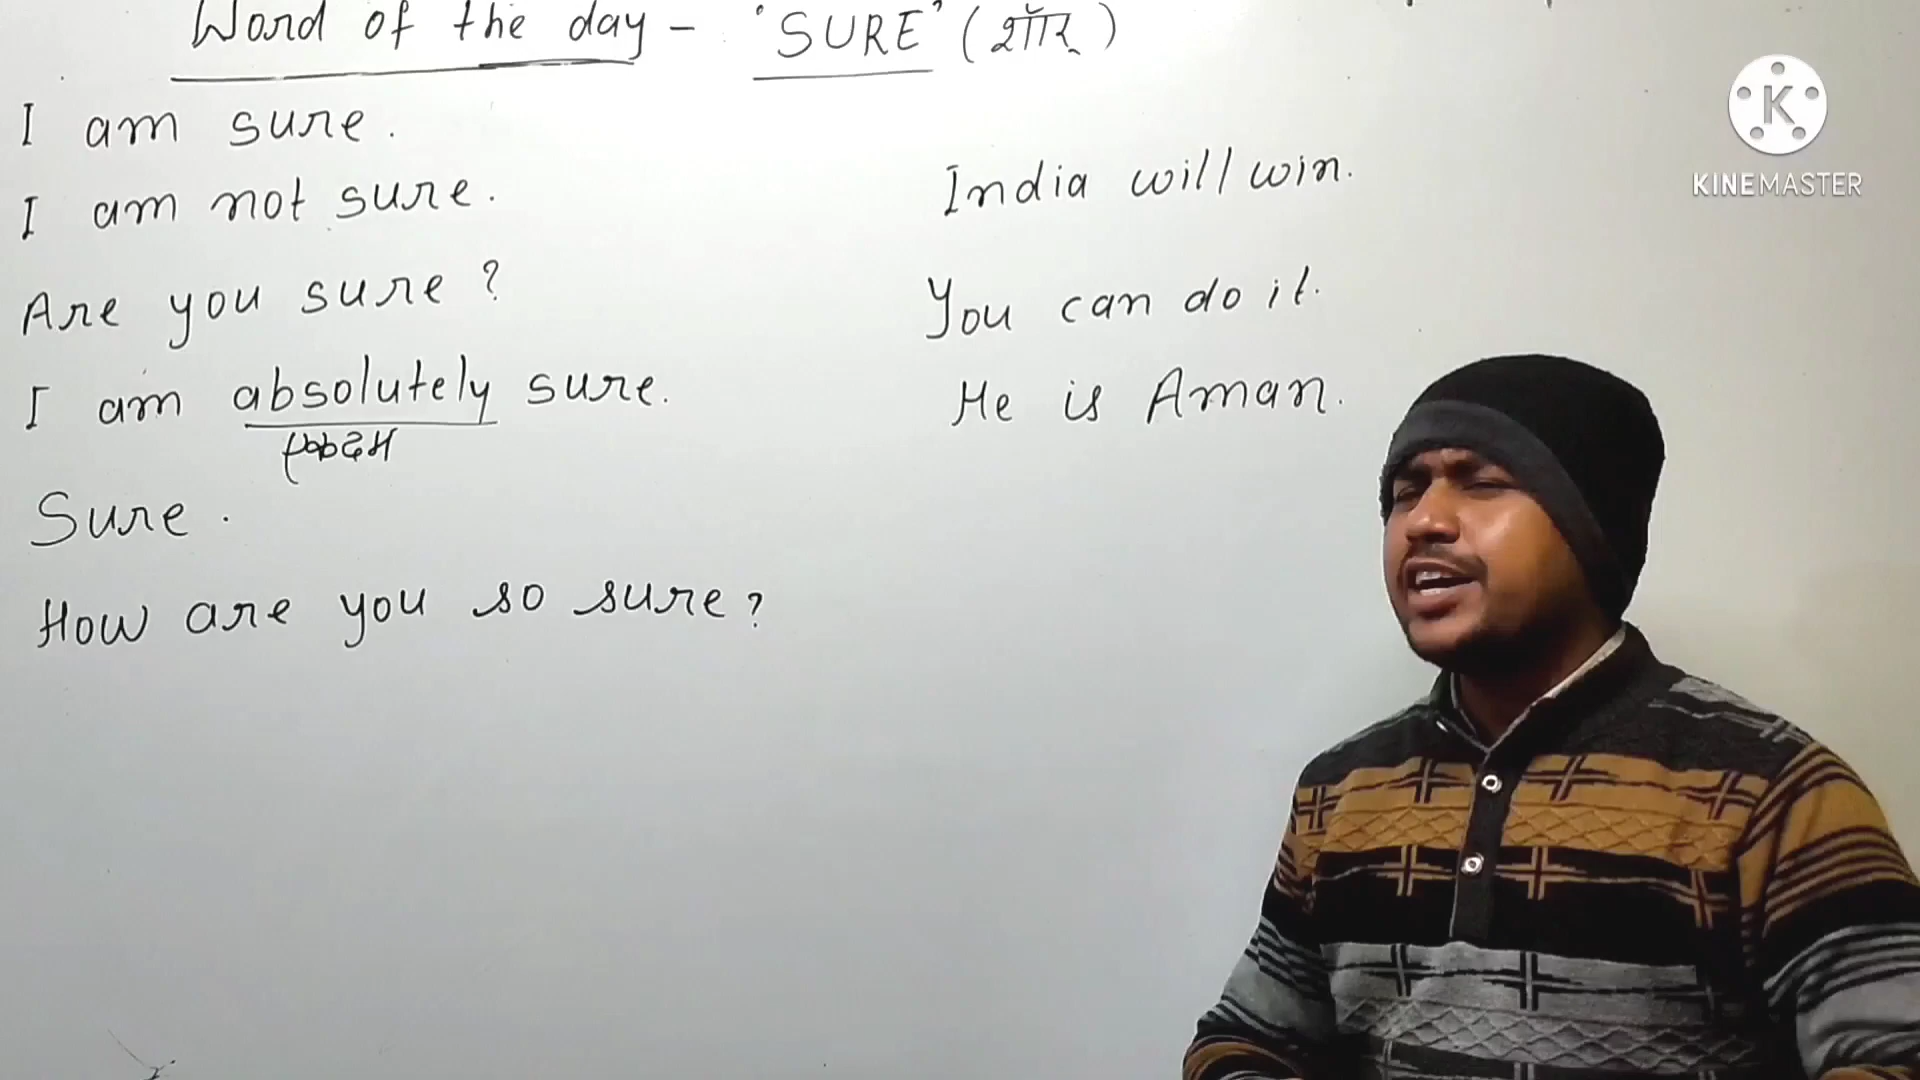 Word of the day - 'SURE' (शॉर)
I am sure.
I am not sure.
Are you sure?
I am absolutely sure.
एकदम
Sure.
How are you so sure?
India will win.
You can do it.
He is Aman.
K
KINEMASTER